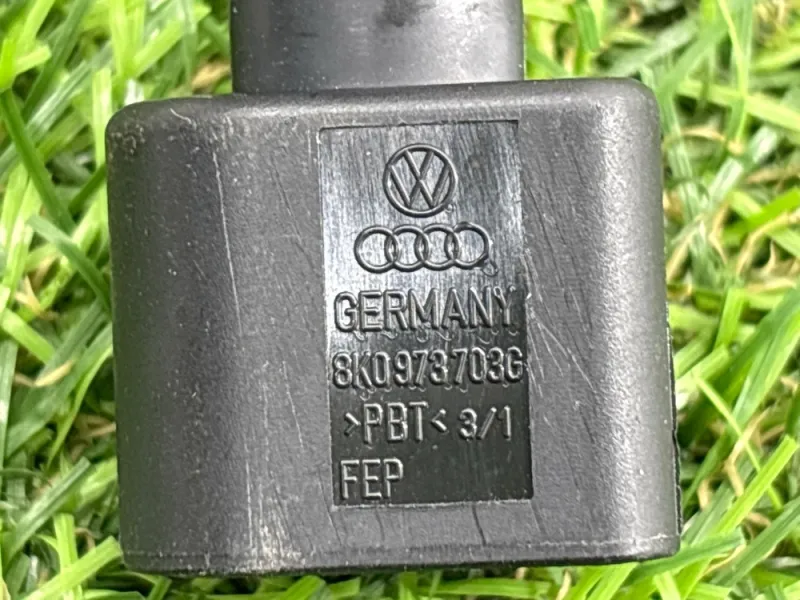 GERMANY
8K0973703G
>PBT< 3/1
FEP